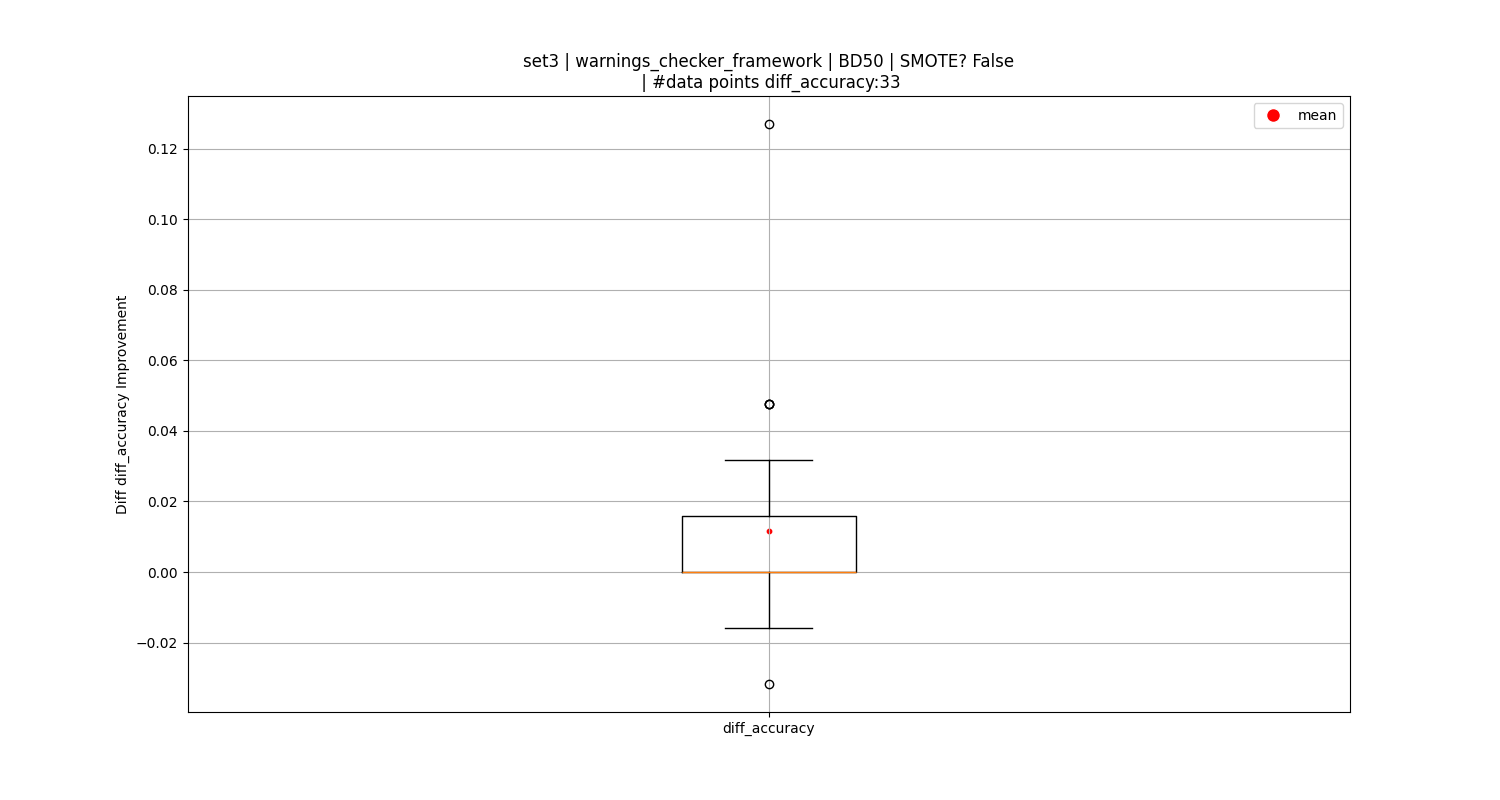 set3 | warnings_checker_framework | BD50 | SMOTE? False
| #data points diff_accuracy:33
mean
0.12
0.10
0.08
0.06
0.04
0.02
0.00
−0.02
Diff diff_accuracy Improvement
diff_accuracy